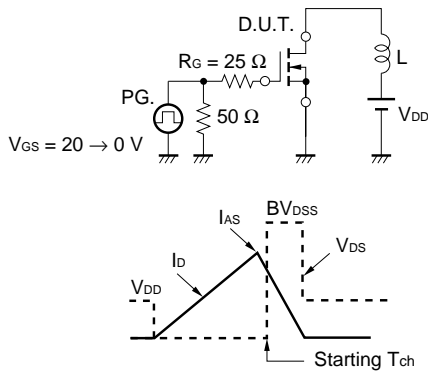 D.U.T.
RG = 25 Ω
L
PG.
50 Ω
VDD
VGS = 20 → 0 V
IAS
BVDSS
ID
VDS
VDD
Starting Tch